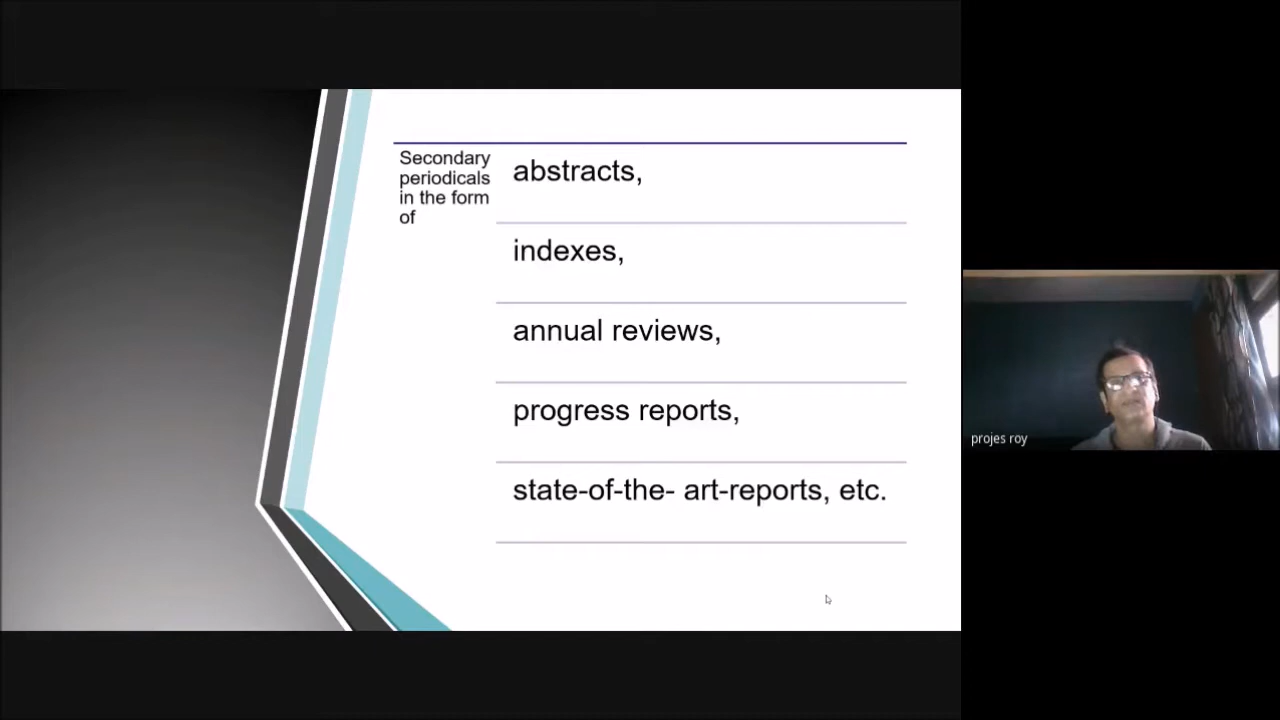 Secondary
periodicals
in the form
of
abstracts,
indexes,
annual reviews,
progress reports,
state-of-the- art-reports, etc.
projes roy